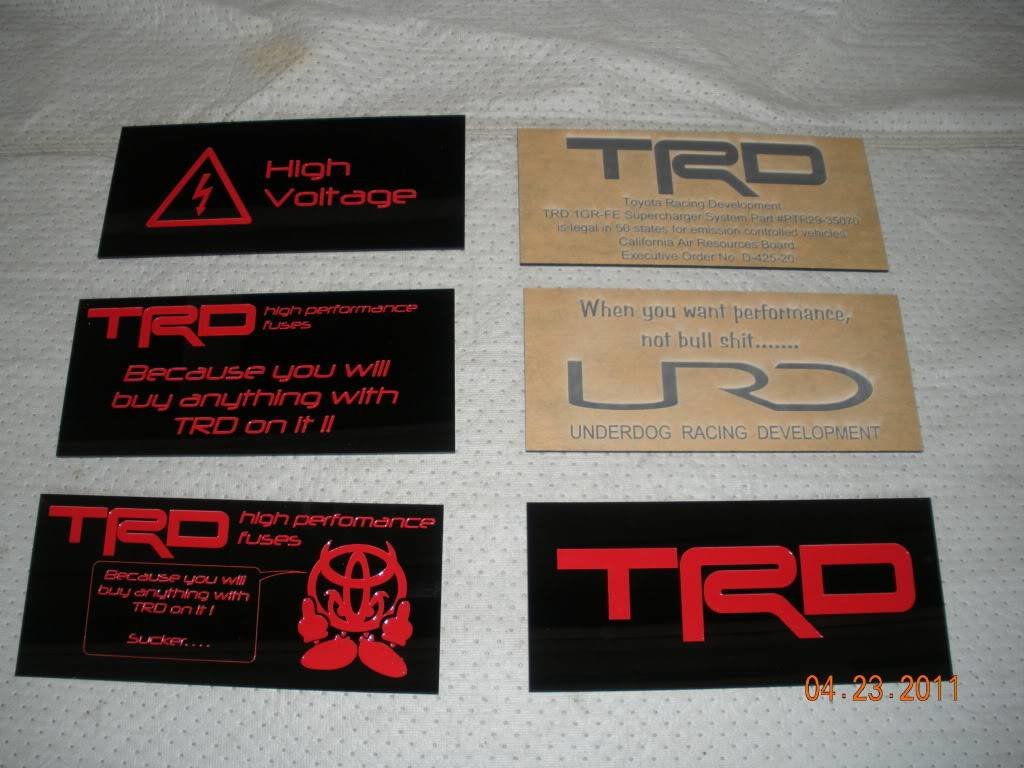 High
Voltage
TRD
Toyota Racing Development
TRD 1GR-FE Supercharger System Part #PTR29-35070
is legal in 50 states for emission controlled vehicles
California Air Resources Board
Executive Order No. D-425-20
TRD high performance
fuses
Because you will
buy anything with
TRD on it !!
When you want performance,
not bull shit.......
URD
UNDERDOG RACING DEVELOPMENT
TRD high perfomance
fuses
Because you will
buy anything with
TRD on it !
Sucker....
TRD
04.23.2011